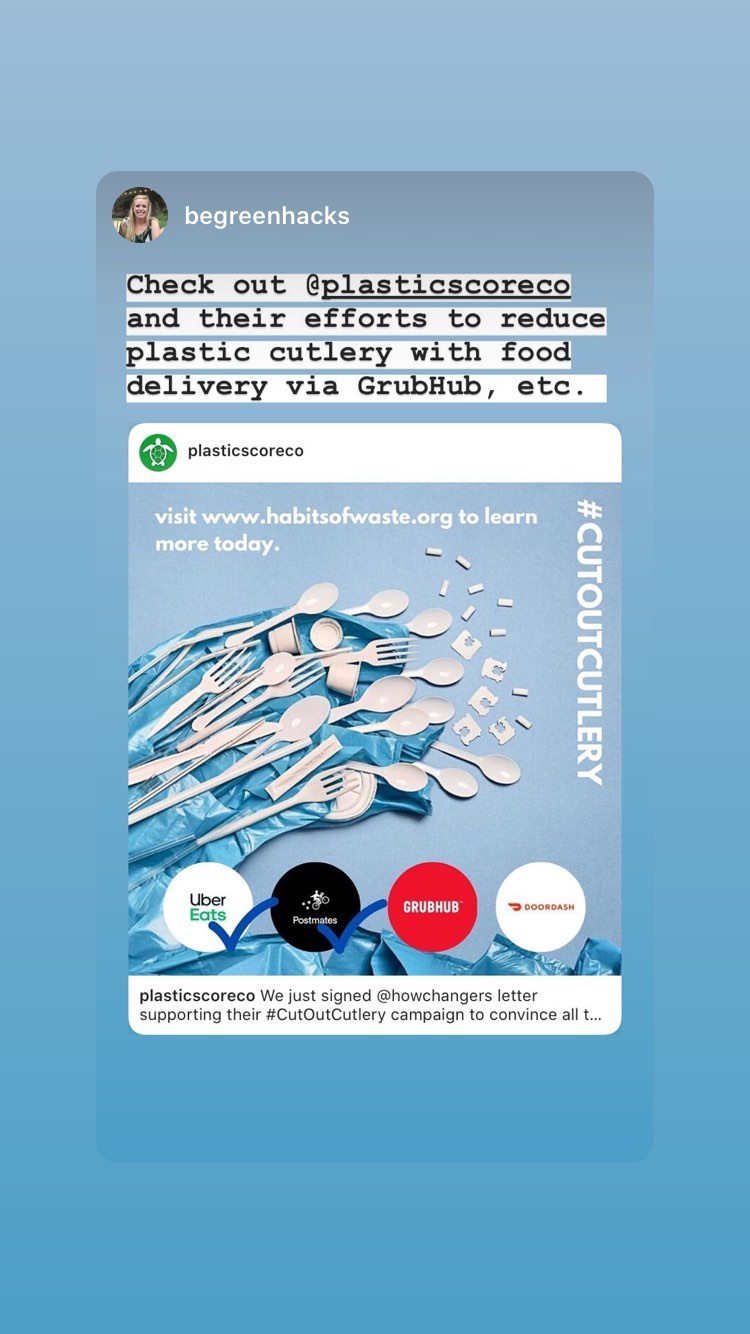 begreenhacks
Check out @plasticscoreco
and their efforts to reduce
plastic cutlery with food
delivery via GrubHub, etc.
plasticscoreco
visit www.habitsofwaste.org to learn
more today.
#CUTOUTCUTLERY
Uber
Eats
Postmates
GRUBHUB
DOORDASH
plasticscoreco We just signed @howchangers letter
supporting their #CutOutCutlery campaign to convince all t...